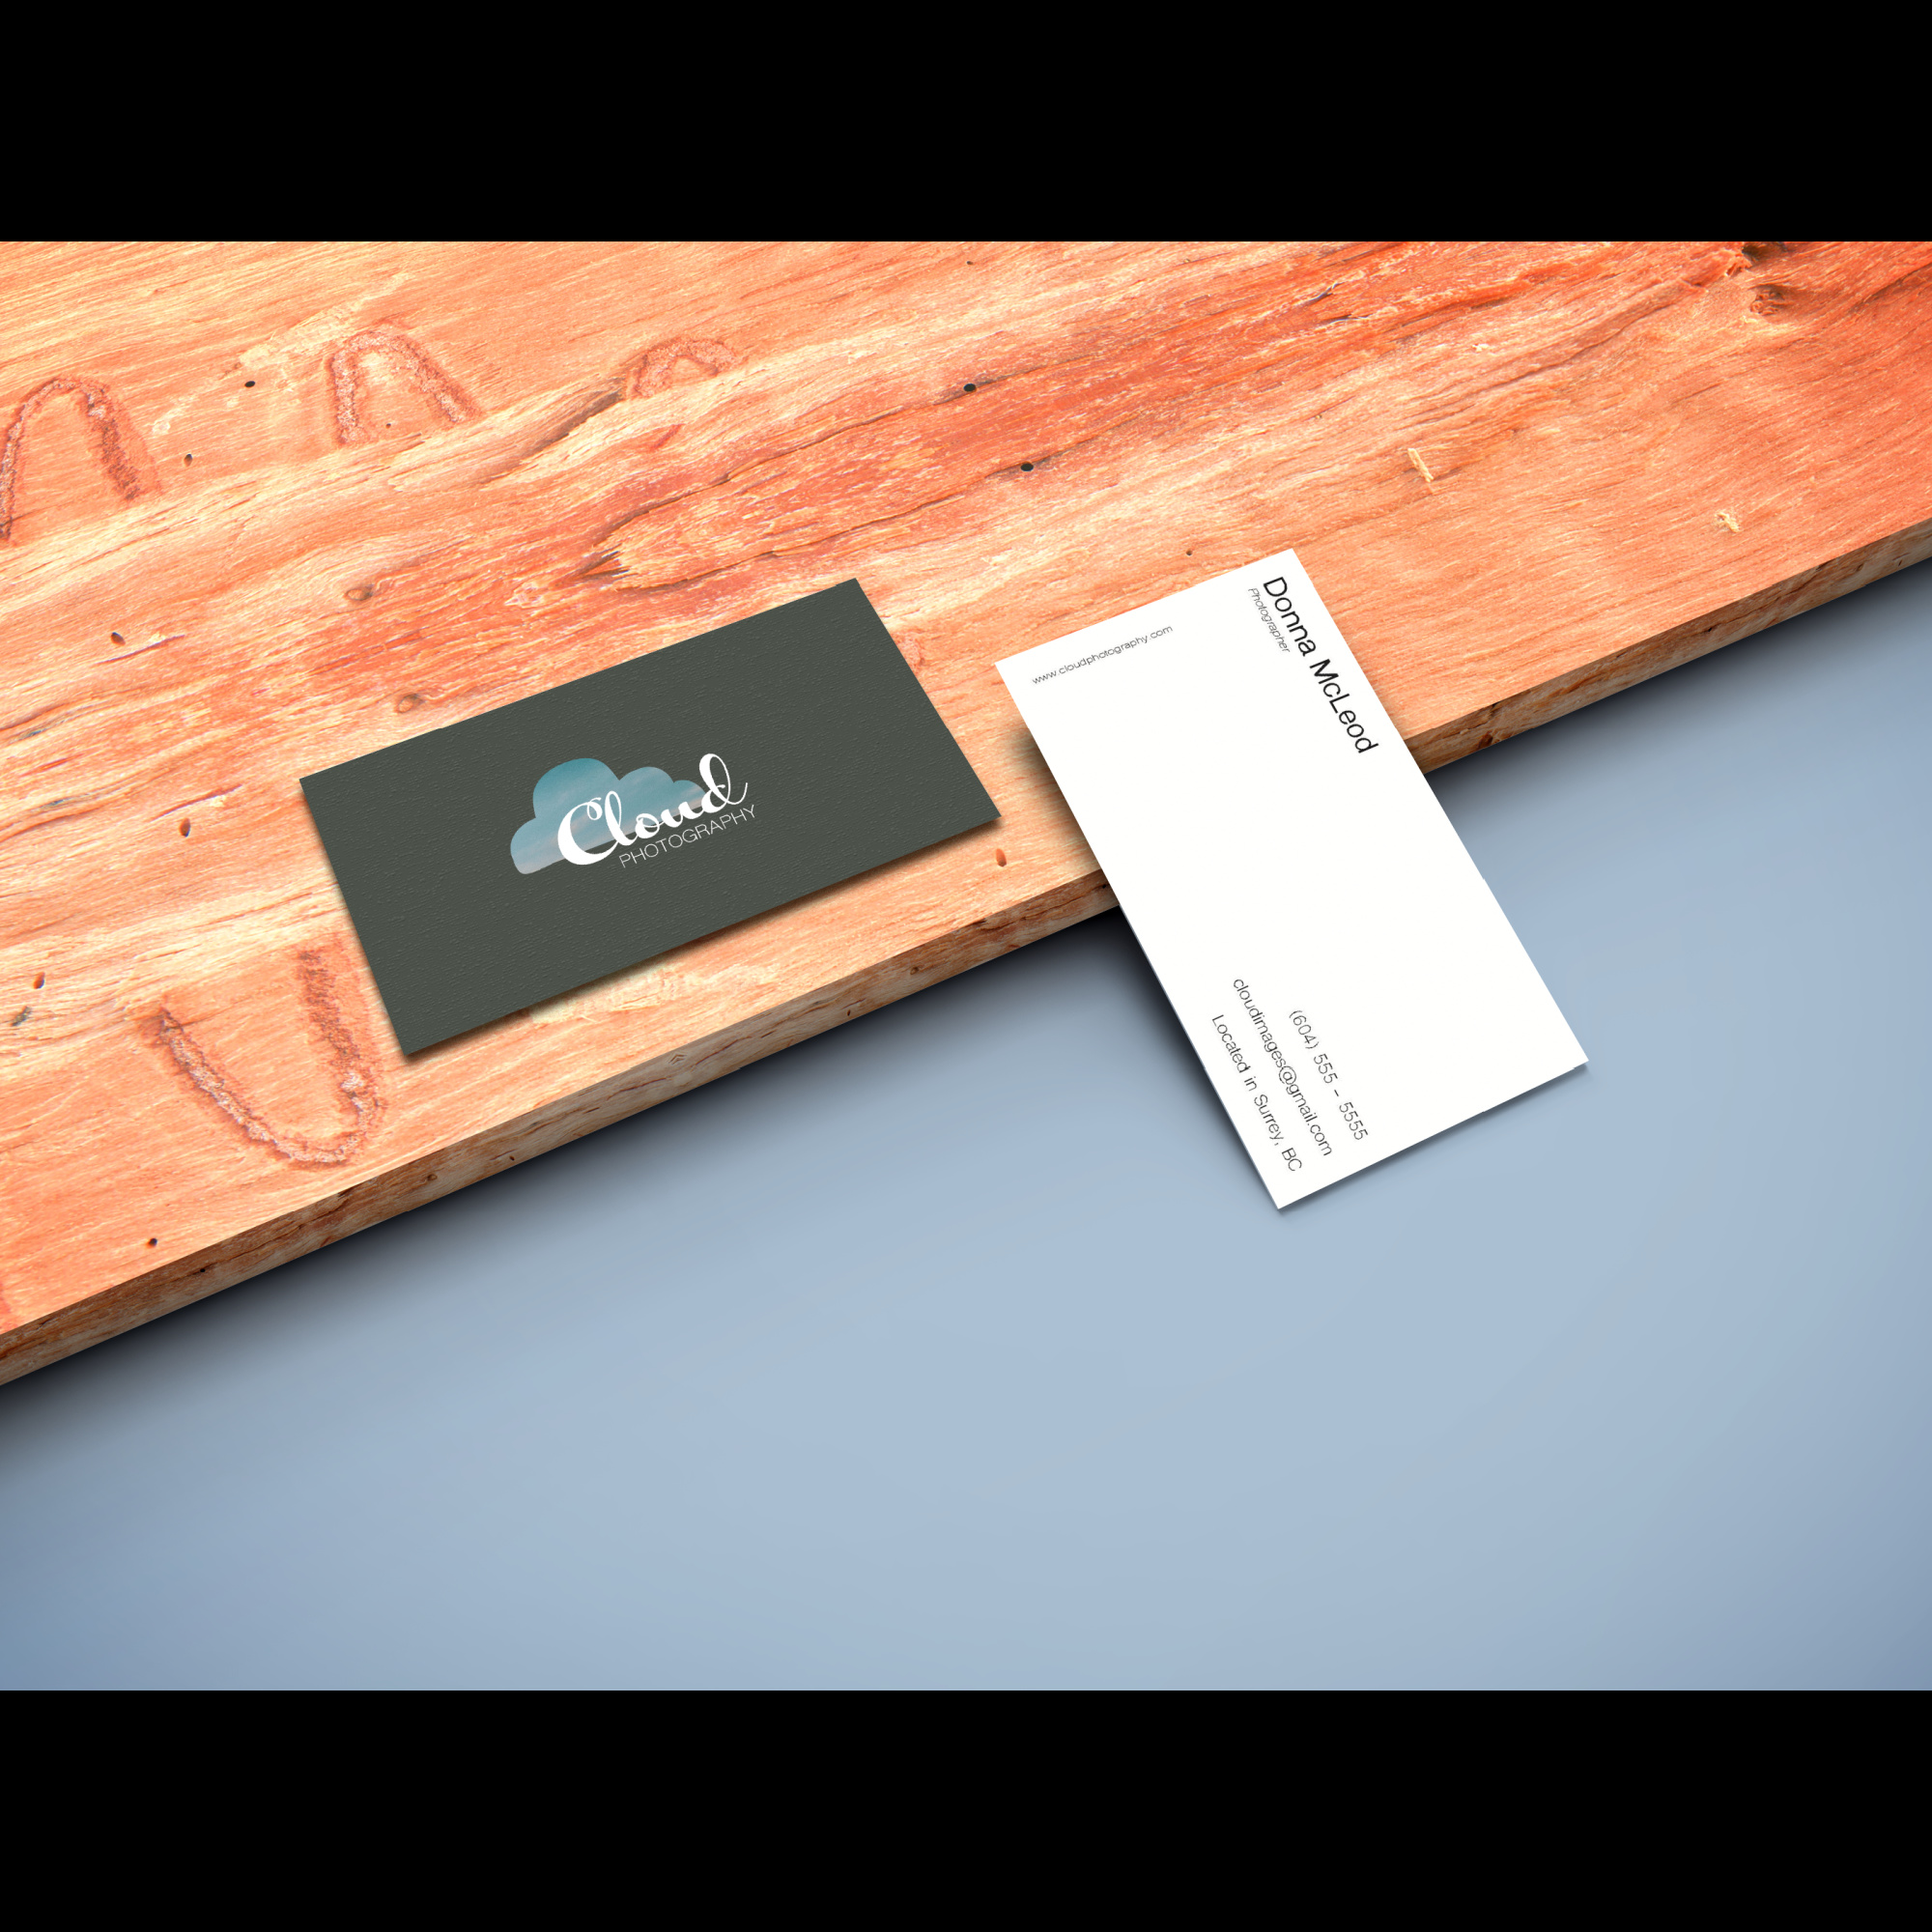 Cloud
PHOTOGRAPHY
Donna McLeod
Photographer
www.cloudphotography.com
(604) 555 - 5555
cloudimages@gmail.com
Located in Surrey, BC